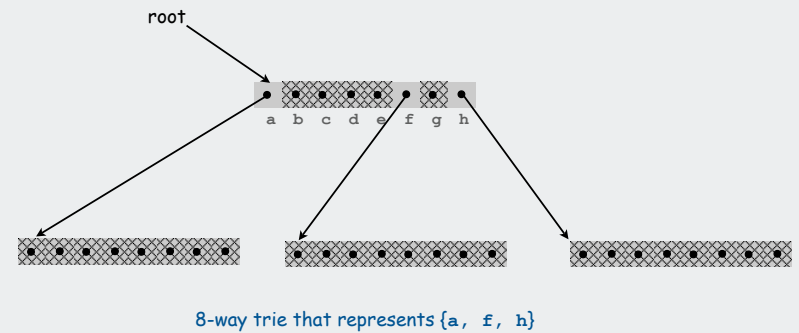 root
a b c d e f g h
8-way trie that represents {a, f, h}